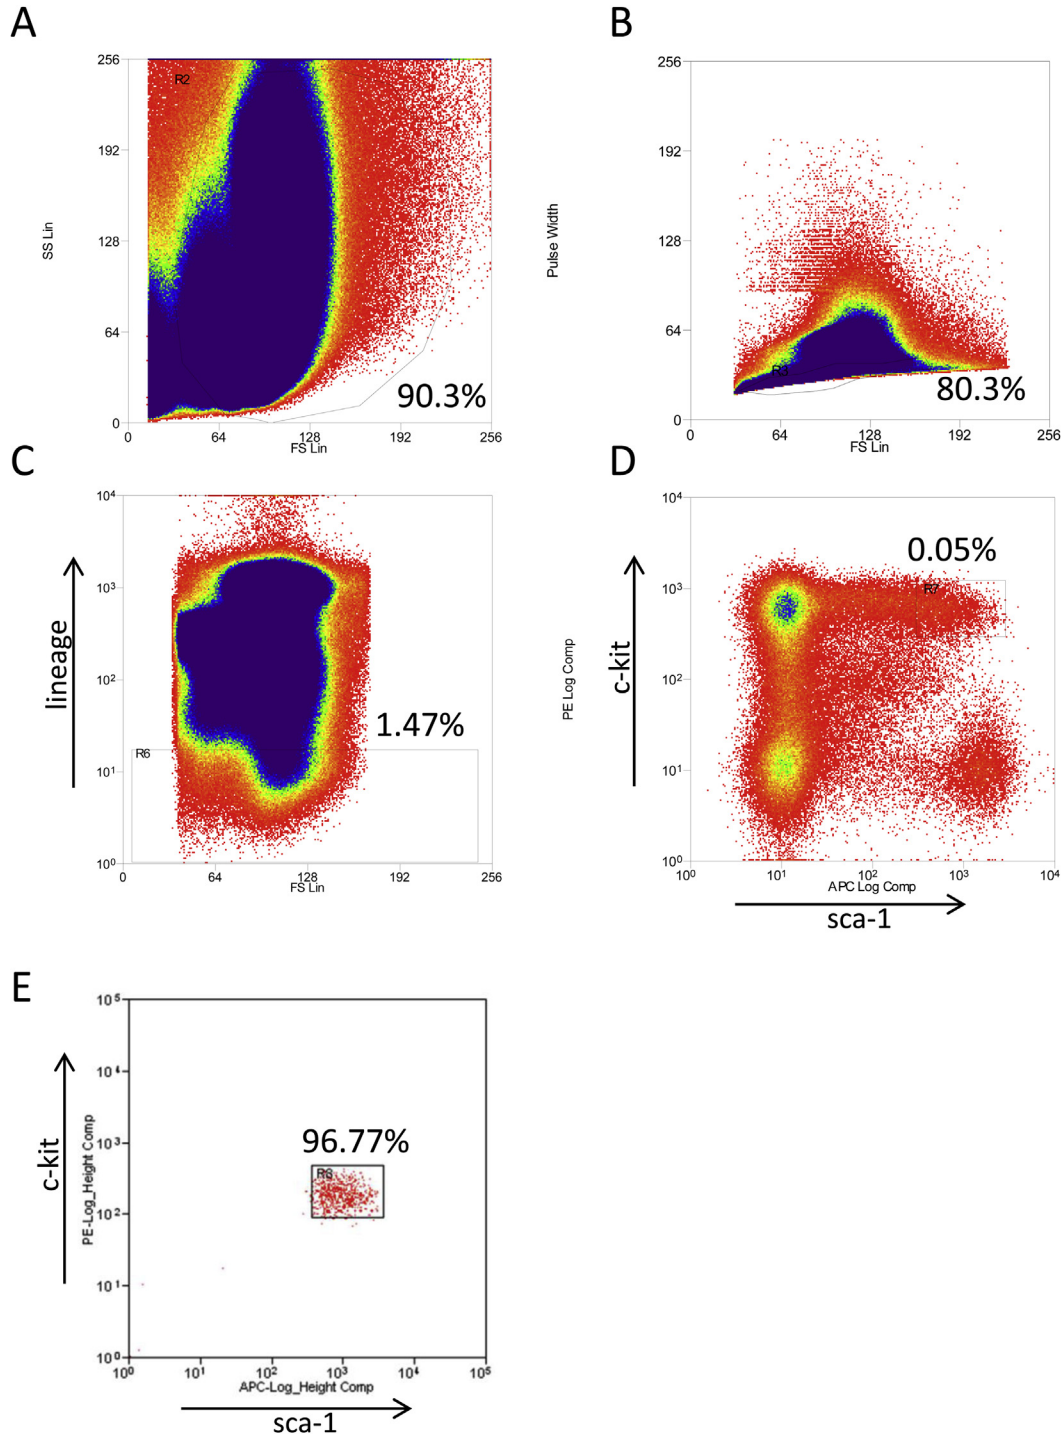 A
256
192
128
64
0
SS Lin
R2
90.3%
0 64 128 192 256
FS Lin
B
256
192
128
64
0
Pulse Width
R3
80.3%
0 64 128 192 256
FS Lin
C
10⁴
10³
10²
10¹
10⁰
lineage
1.47%
R6
0 64 128 192 256
FS Lin
D
10⁴
10³
10²
10¹
10⁰
PE Log Comp
c-kit
0.05%
R7
10⁰ 10¹ 10² 10³ 10⁴
APC Log Comp
sca-1
E
10⁵
10⁴
10³
10²
10¹
10⁰
c-kit
PE-Log_Height Comp
96.77%
10⁰ 10¹ 10² 10³ 10⁴ 10⁵
APC-Log_Height Comp
sca-1